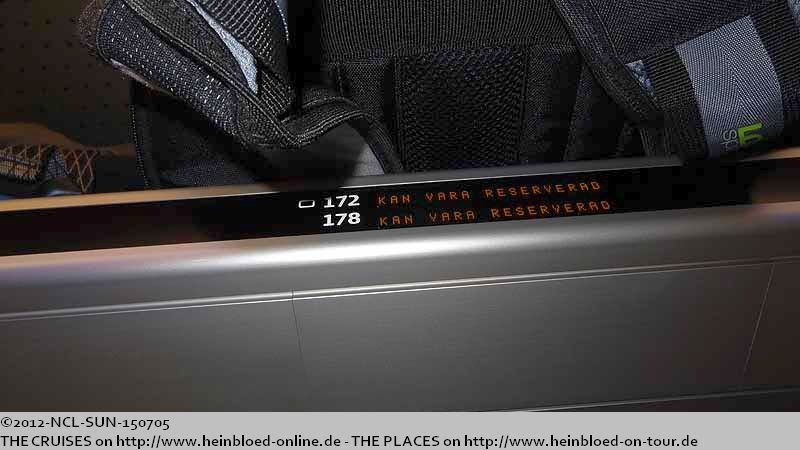 172 KAN VARA RESERVERAD
178 KAN VARA RESERVERAD
©2012-NCL-SUN-150705
THE CRUISES on http://www.heinbloed-online.de - THE PLACES on http://www.heinbloed-on-tour.de